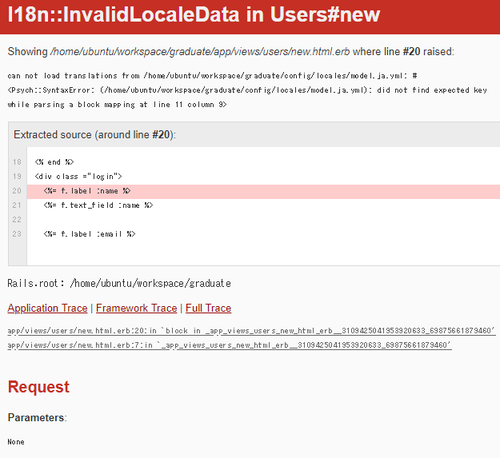 I18n::InvalidLocaleData in Users#new
Showing /home/ubuntu/workspace/graduate/app/views/users/new.html.erb where line #20 raised:
can not load translations from /home/ubuntu/workspace/graduate/config/locales/model.ja.yml: #
<Psych::SyntaxError: (/home/ubuntu/workspace/graduate/config/locales/model.ja.yml): did not find expected key
while parsing a block mapping at line 11 column 9>
Extracted source (around line #20):
18 <% end %>
19 <div class ="login">
20 <%= f.label :name %>
21 <%= f.text_field :name %>
22
23 <%= f.label :email %>
Rails.root: /home/ubuntu/workspace/graduate
Application Trace | Framework Trace | Full Trace
app/views/users/new.html.erb:20:in `block in _app_views_users_new_html_erb__3109425041953920633_69875661879460'
app/views/users/new.html.erb:7:in `_app_views_users_new_html_erb__3109425041953920633_69875661879460'
Request
Parameters:
None